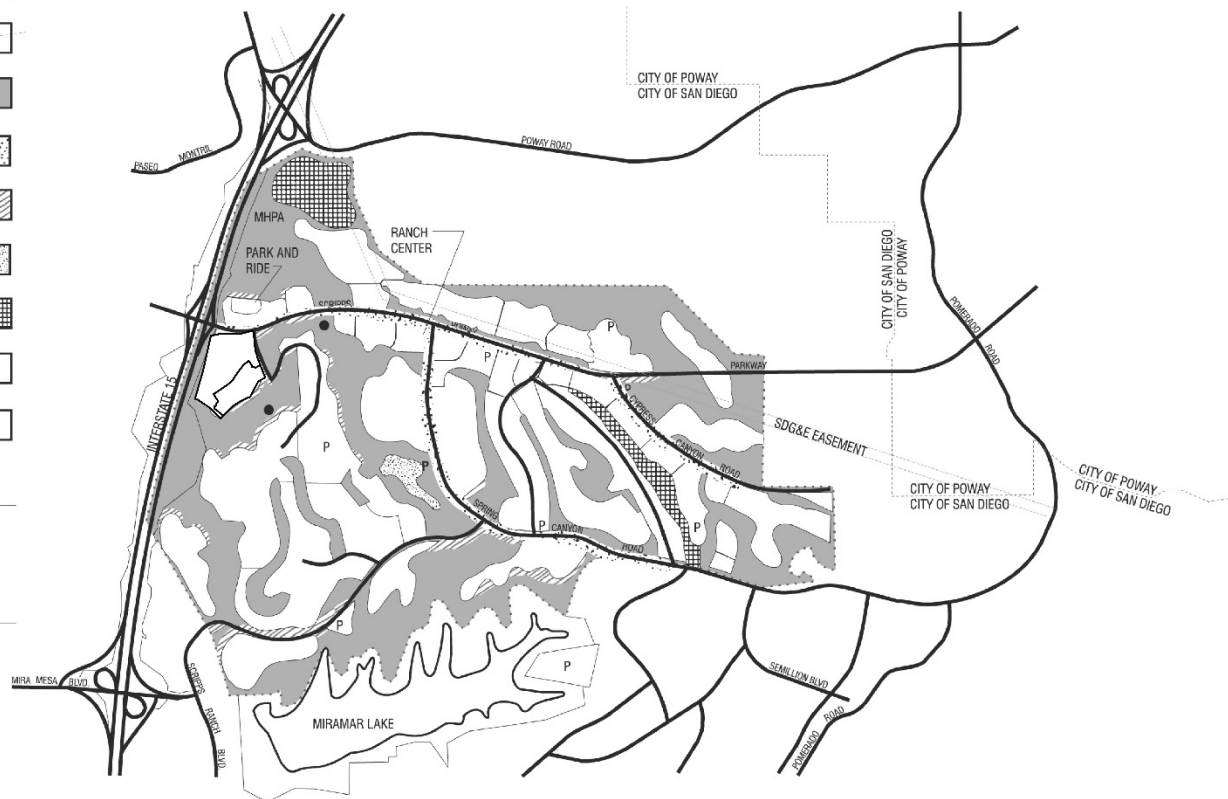 CITY OF POWAY
CITY OF SAN DIEGO
PASEO MONTRIL
POWAY ROAD
MHPA
RANCH
CENTER
PARK AND
RIDE
CITY OF SAN DIEGO
CITY OF POWAY
SCRIPPS
PARKWAY
POMERADO ROAD
P
P
INTERSTATE 15
CYPRESS CANYON ROAD
SDG&E EASEMENT
P
P
CITY OF POWAY
CITY OF SAN DIEGO
CITY OF POWAY
CITY OF SAN DIEGO
SPRING CANYON ROAD
P
P
P
P
MIRA MESA BLVD
SCRIPPS RANCH BLVD
MIRAMAR LAKE
SEMILLION BLVD
POMERADO ROAD